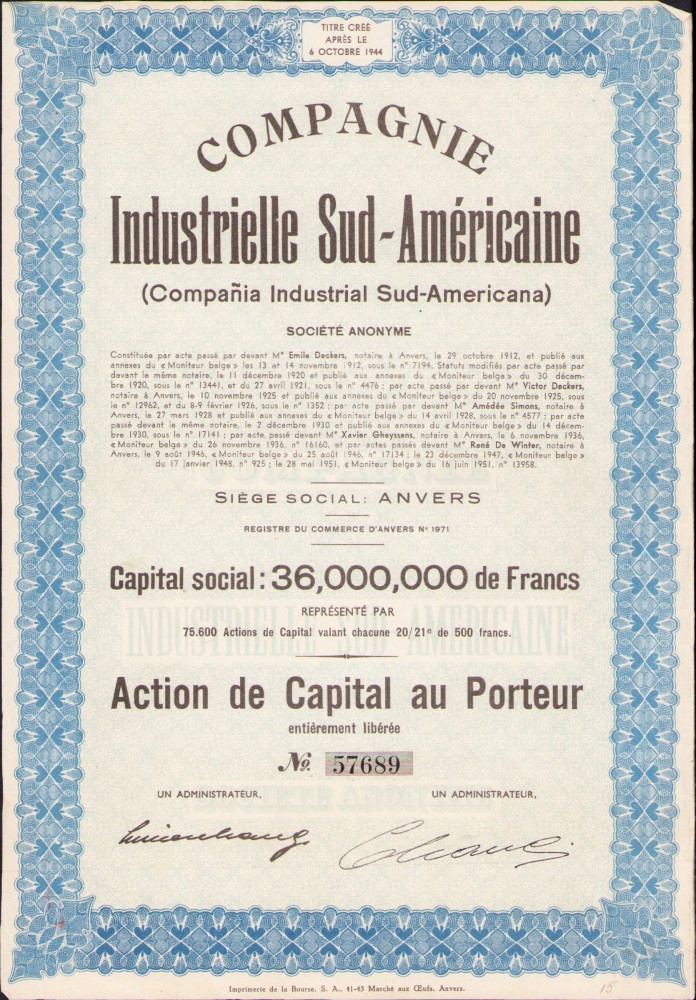 TITRE CRÉÉ
APRÈS LE
6 OCTOBRE 1944
COMPAGNIE
Industrielle Sud-Américaine
(Compañia Industrial Sud-Americana)
SOCIÉTÉ ANONYME
Constituée par acte passé par devant Me Emile Deckers, notaire à Anvers, le 29 octobre 1912, et publié aux
annexes du « Moniteur belge » les 13 et 14 novembre 1912, sous le n° 7194. Statuts modifiés par acte passé par
devant le même notaire, le 11 décembre 1920 et publié aux annexes du « Moniteur belge » du 30 décem-
bre 1920, sous le n° 13441, et du 27 avril 1921, sous le n° 4476 ; par acte passé par devant Me Victor Deckers,
notaire à Anvers, le 10 novembre 1925 et publié aux annexes du « Moniteur belge » du 20 novembre 1925, sous
le n° 12962, et du 8-9 février 1926, sous le n° 1352 ; par acte passé par devant Me Amédée Simons, notaire à
Anvers, le 27 mars 1928 et publié aux annexes du « Moniteur belge » du 14 avril 1928, sous le n° 4577 ; par acte
passé devant le même notaire, le 2 décembre 1930 et publié aux annexes du « Moniteur belge » du 14 décem-
bre 1930, sous le n° 17141 ; par acte, passé devant Me Xavier Gheyssens, notaire à Anvers, le 6 novembre 1936,
« Moniteur belge » du 26 novembre 1936, n° 16160, et par actes passés devant Me René De Winter, notaire à
Anvers, le 9 août 1946, « Moniteur belge » du 25 août 1946, n° 17134 ; le 23 décembre 1947, « Moniteur belge »
du 17 janvier 1948, n° 925 ; le 28 mai 1951, « Moniteur belge » du 16 juin 1951, n° 13958.
SIÈGE SOCIAL: ANVERS
REGISTRE DU COMMERCE D'ANVERS N° 1971
Capital social : 36,000,000 de Francs
REPRÉSENTÉ PAR
INDUSTRIELLE SUD-AMERICAINE
75.600 Actions de Capital valant chacune 20/21e de 500 francs.
Action de Capital au Porteur
entièrement libérée
No. 57689
UN ADMINISTRATEUR, UN ADMINISTRATEUR,
Imprimerie de la Bourse, S. A., 41-43 Marché aux Œufs, Anvers.
15